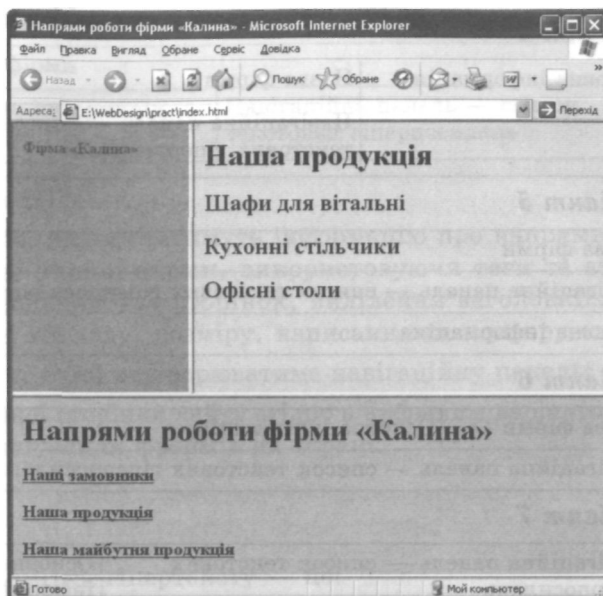 Напрями роботи фірми «Калина» - Microsoft Internet Explorer
Файл Правка Вигляд Обране Сервіс Довідка
Назад Пошук Обране »
Адреса: E:\WebDesign\pract\index.html Перехід
Фірма «Калина»
Наша продукція
Шафи для вітальні
Кухонні стільчики
Офісні столи
Напрями роботи фірми «Калина»
Наші замовники
Наша продукція
Наша майбутня продукція
Готово Мой компьютер